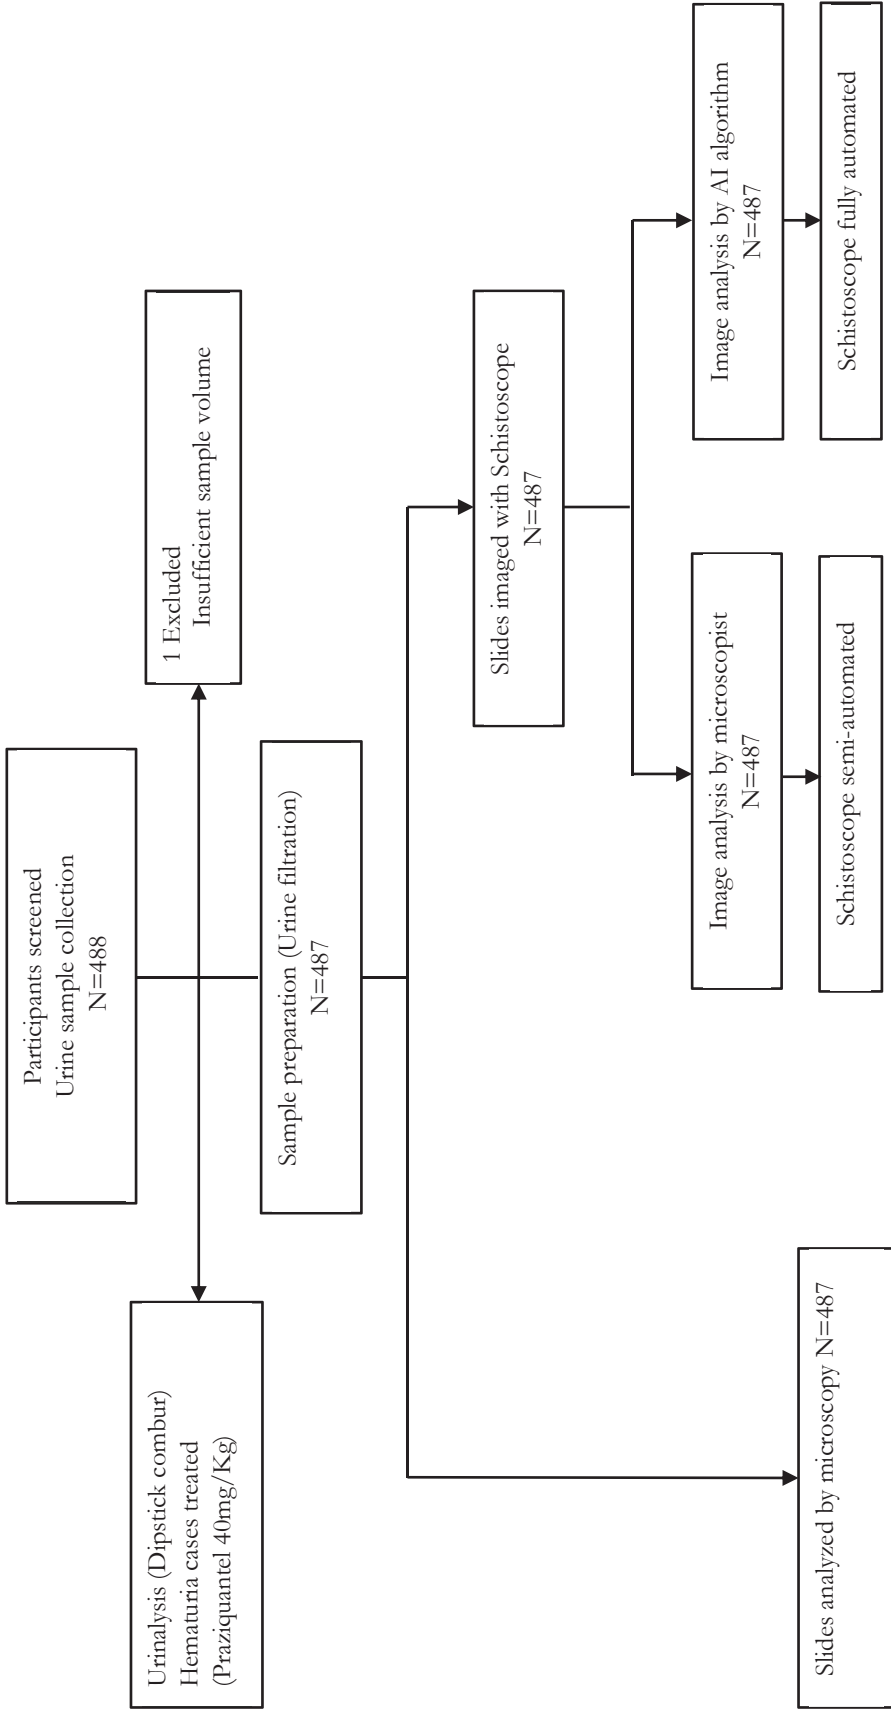 Participants screened
Urine sample collection
N=488
Urinalysis (Dipstick combur)
Hematuria cases treated
(Praziquantel 40mg/Kg)
1 Excluded
Insufficient sample volume
Sample preparation (Urine filtration)
N=487
Slides imaged with Schistoscope
N=487
Slides analyzed by microscopy N=487
Image analysis by microscopist
N=487
Image analysis by AI algorithm
N=487
Schistoscope semi-automated
Schistoscope fully automated